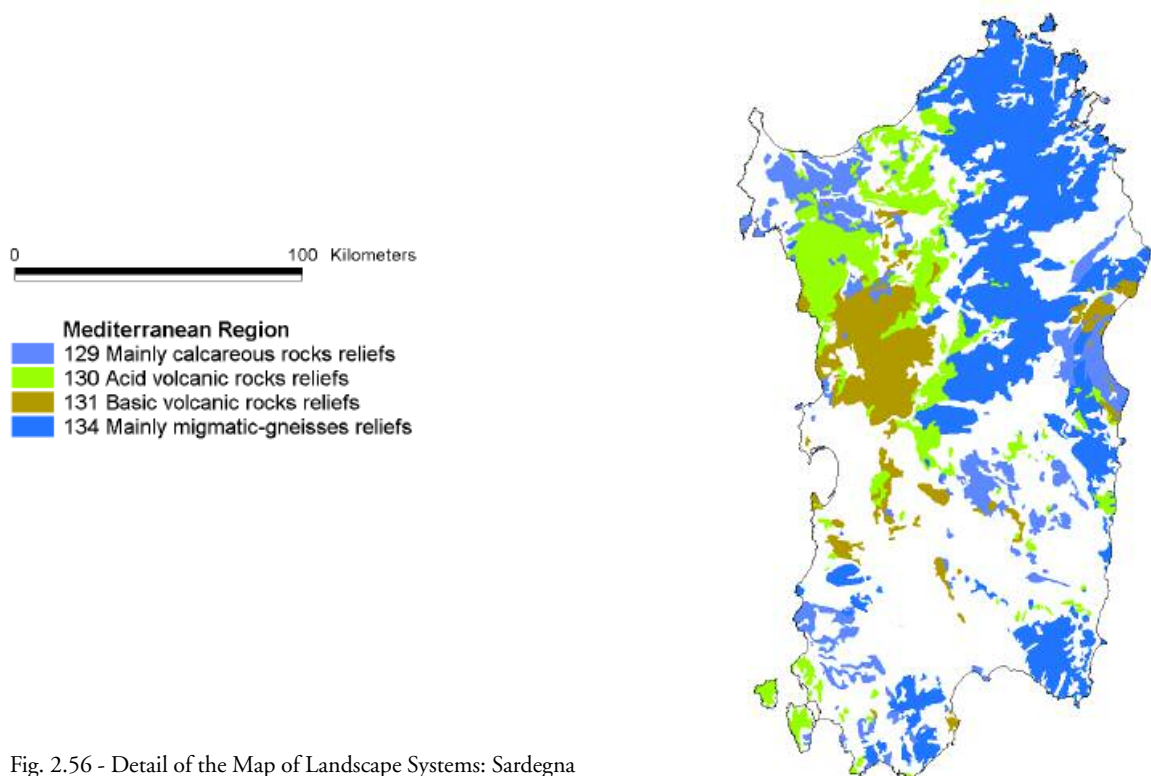 0 100 Kilometers
Mediterranean Region
129 Mainly calcareous rocks reliefs
130 Acid volcanic rocks reliefs
131 Basic volcanic rocks reliefs
134 Mainly migmatic-gneisses reliefs
Fig. 2.56 - Detail of the Map of Landscape Systems: Sardegna